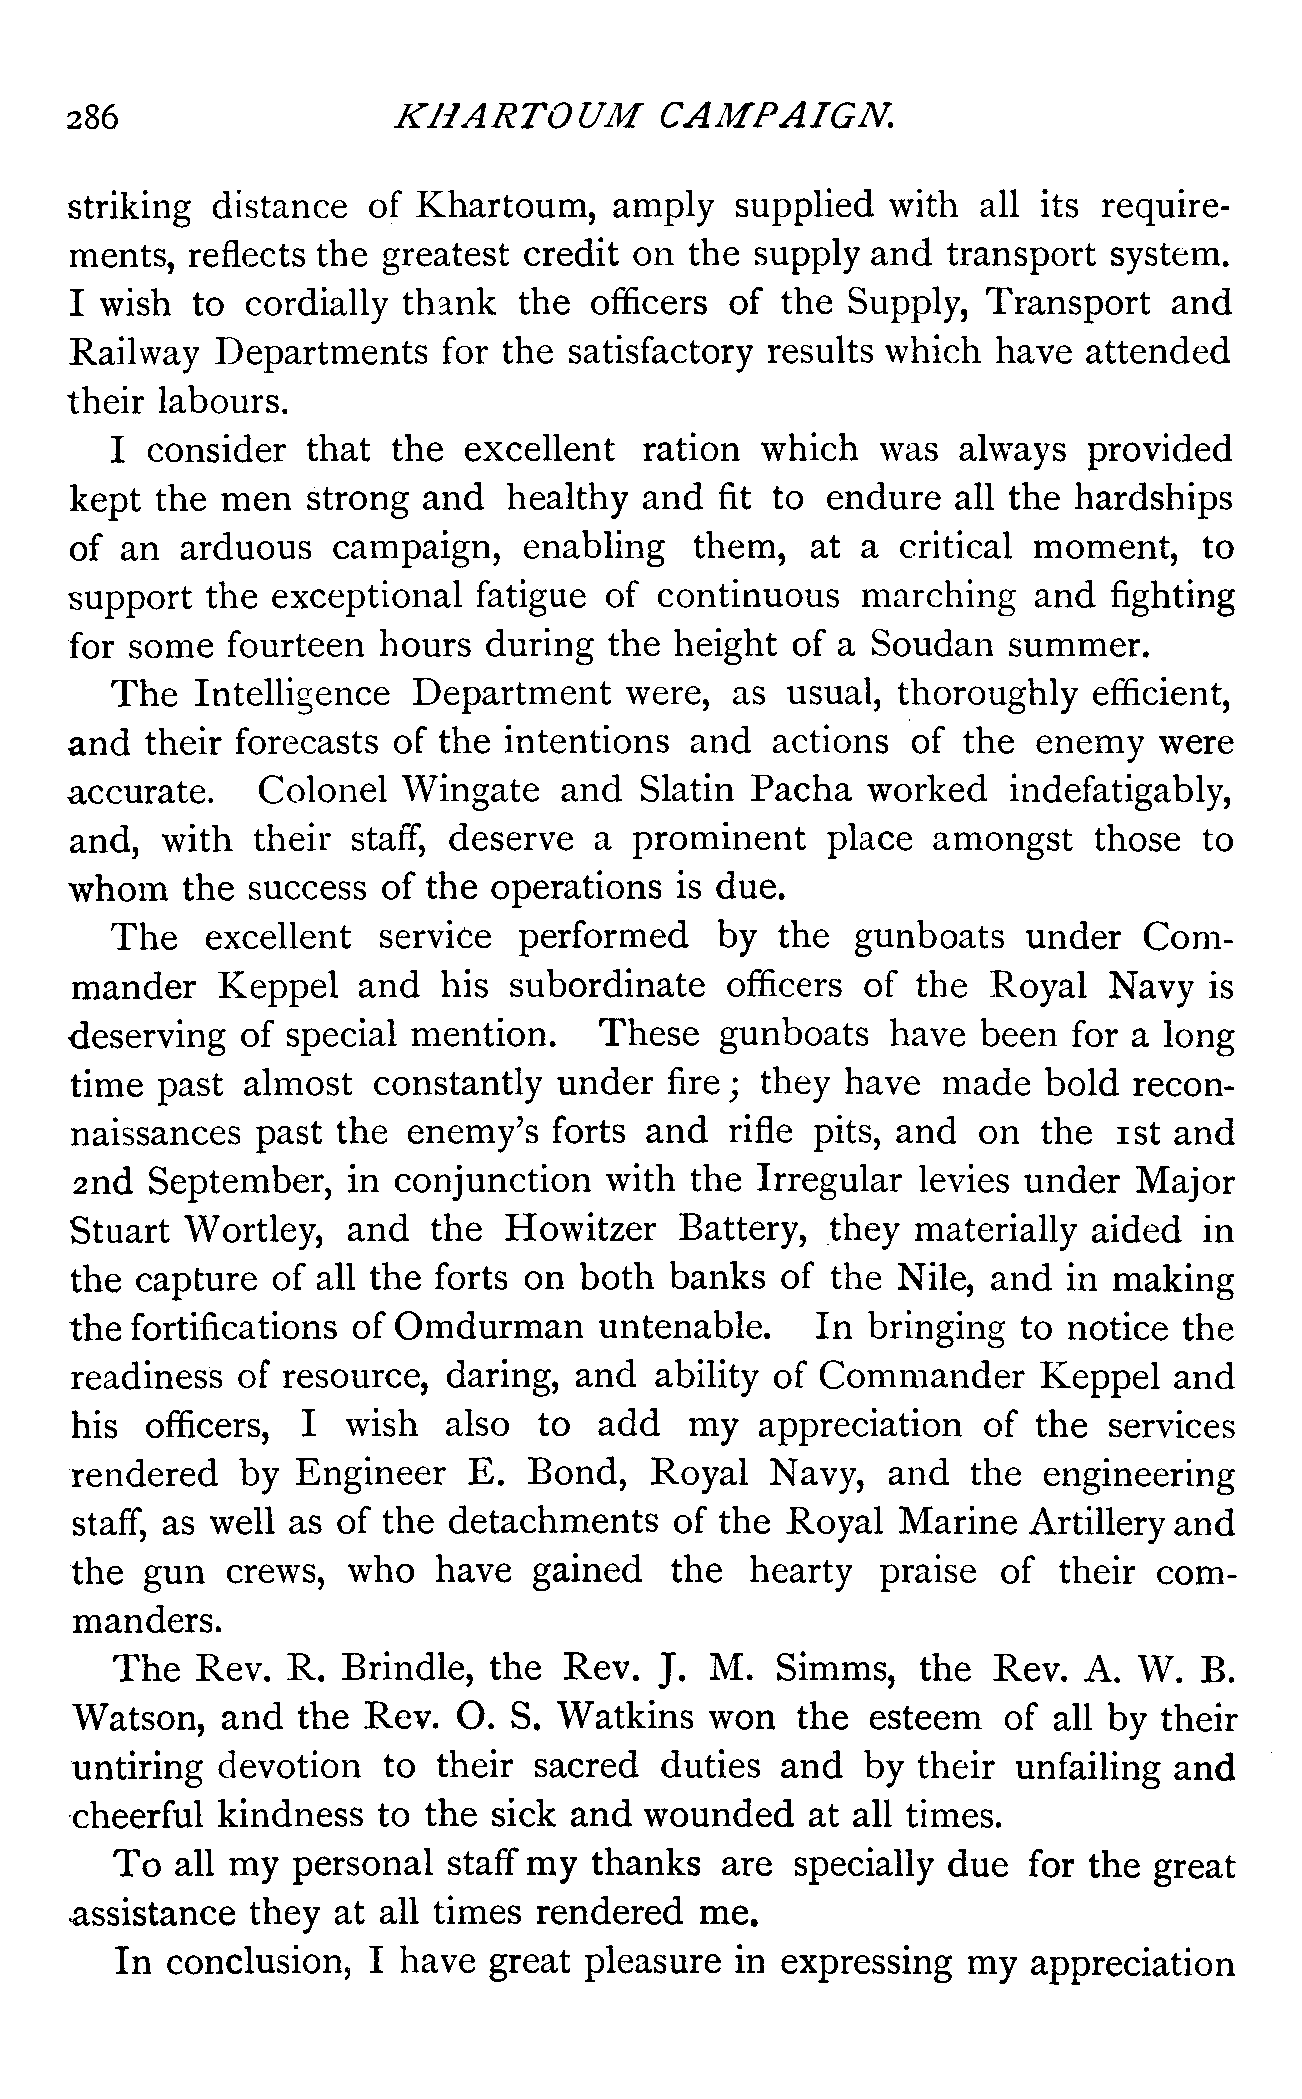 286 KHARTOUM CAMPAIGN.
striking distance of Khartoum, amply supplied with all its require-
ments, reflects the greatest credit on the supply and transport system.
I wish to cordially thank the officers of the Supply, Transport and
Railway Departments for the satisfactory results which have attended
their labours.
I consider that the excellent ration which was always provided
kept the men strong and healthy and fit to endure all the hardships
of an arduous campaign, enabling them, at a critical moment, to
support the exceptional fatigue of continuous marching and fighting
for some fourteen hours during the height of a Soudan summer.
The Intelligence Department were, as usual, thoroughly efficient,
and their forecasts of the intentions and actions of the enemy were
accurate. Colonel Wingate and Slatin Pacha worked indefatigably,
and, with their staff, deserve a prominent place amongst those to
whom the success of the operations is due.
The excellent service performed by the gunboats under Com-
mander Keppel and his subordinate officers of the Royal Navy is
deserving of special mention. These gunboats have been for a long
time past almost constantly under fire; they have made bold recon-
naissances past the enemy's forts and rifle pits, and on the 1st and
2nd September, in conjunction with the Irregular levies under Major
Stuart Wortley, and the Howitzer Battery, they materially aided in
the capture of all the forts on both banks of the Nile, and in making
the fortifications of Omdurman untenable. In bringing to notice the
readiness of resource, daring, and ability of Commander Keppel and
his officers, I wish also to add my appreciation of the services
rendered by Engineer E. Bond, Royal Navy, and the engineering
staff, as well as of the detachments of the Royal Marine Artillery and
the gun crews, who have gained the hearty praise of their com-
manders.
The Rev. R. Brindle, the Rev. J. M. Simms, the Rev. A. W. B.
Watson, and the Rev. O. S. Watkins won the esteem of all by their
untiring devotion to their sacred duties and by their unfailing and
cheerful kindness to the sick and wounded at all times.
To all my personal staff my thanks are specially due for the great
assistance they at all times rendered me.
In conclusion, I have great pleasure in expressing my appreciation